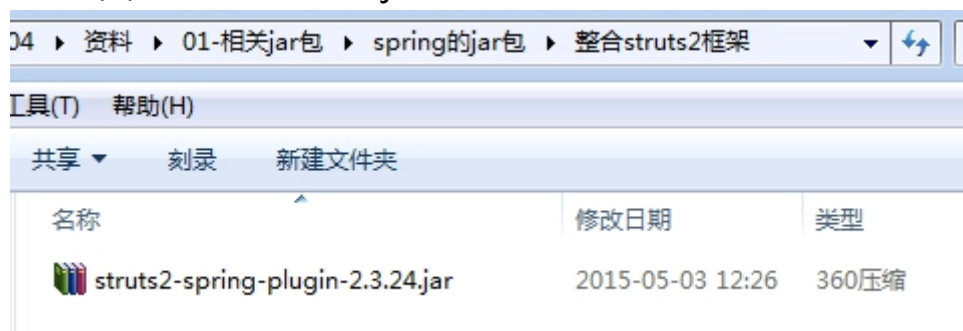 04 ▸ 资料 ▸ 01-相关jar包 ▸ spring的jar包 ▸ 整合struts2框架
工具(T) 帮助(H)
共享 刻录 新建文件夹
名称 修改日期 类型
struts2-spring-plugin-2.3.24.jar 2015-05-03 12:26 360压缩